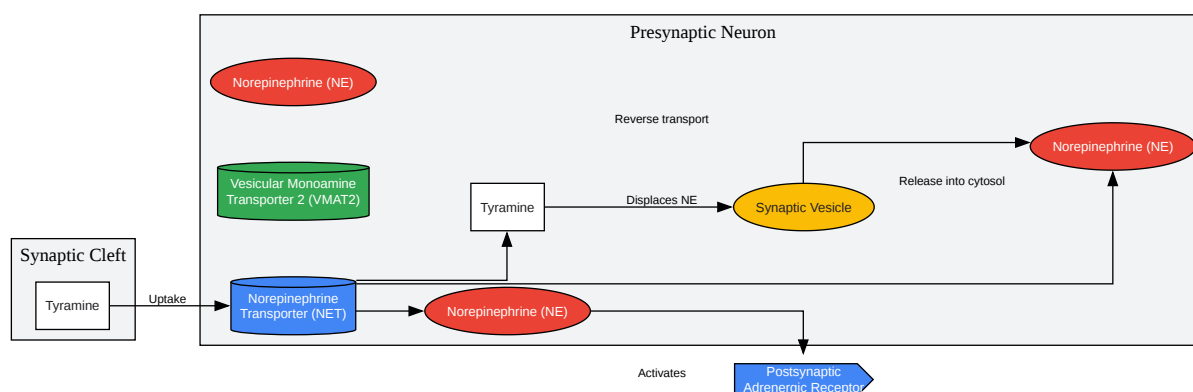 Presynaptic Neuron
Norepinephrine (NE)
Reverse transport
Norepinephrine (NE)
Vesicular Monoamine
Transporter 2 (VMAT2)
Release into cytosol
Tyramine
Displaces NE
Synaptic Vesicle
Synaptic Cleft
Tyramine
Uptake
Norepinephrine
Transporter (NET)
Norepinephrine (NE)
Activates
Postsynaptic
Adrenergic Receptor